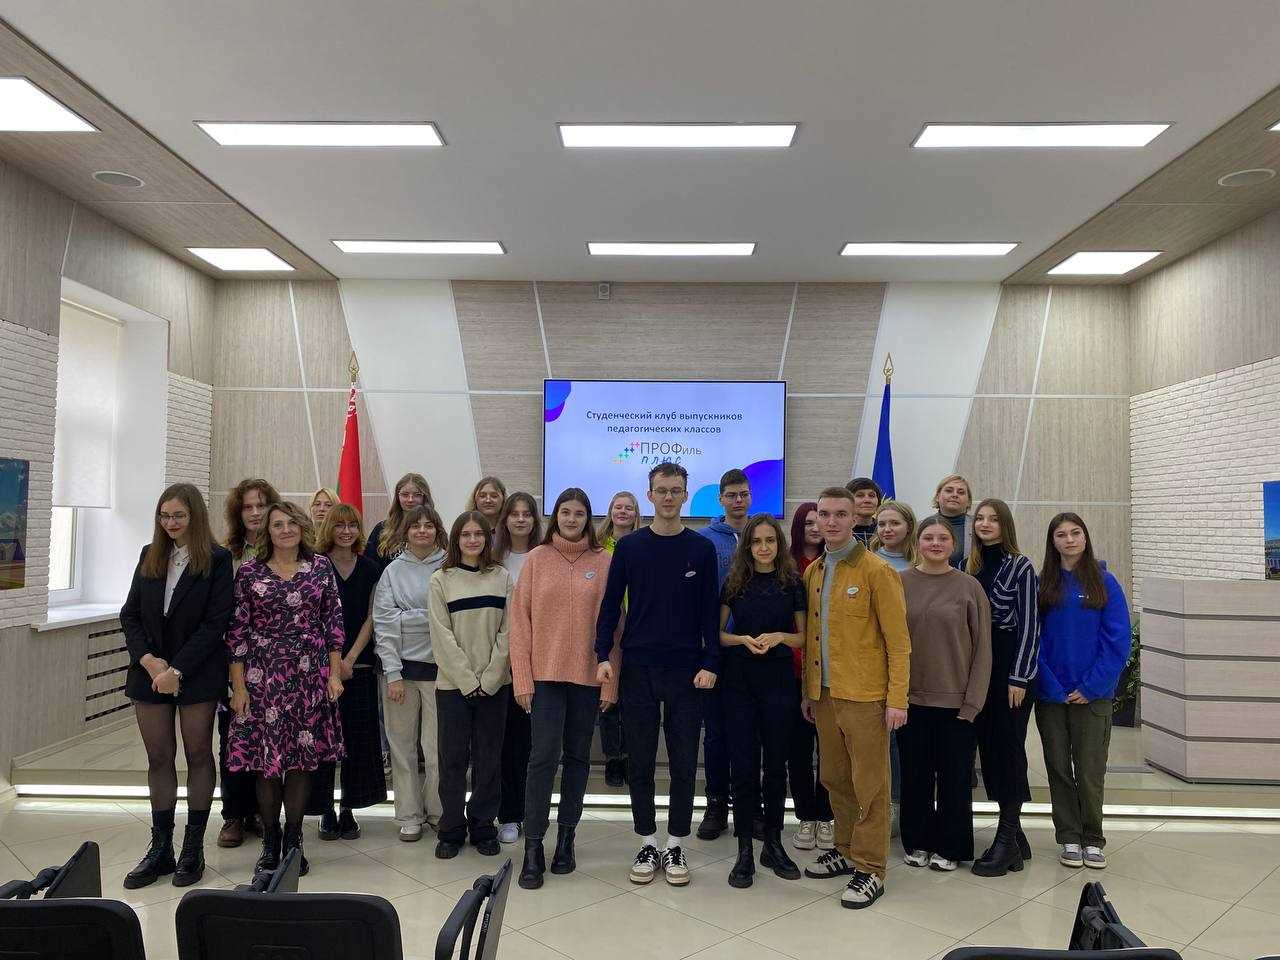 Студенческий клуб выпускников
педагогических классов
ПРОФиль
плюс